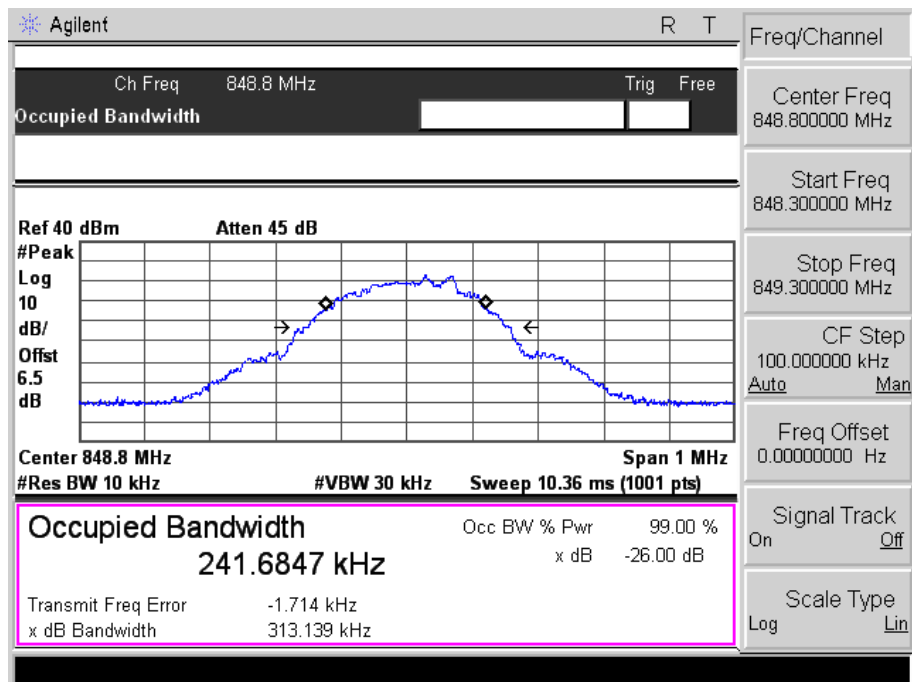 Agilent R T
Ch Freq 848.8 MHz Trig Free
Occupied Bandwidth
Ref 40 dBm Atten 45 dB
#Peak
Log
10
dB/
Offst
6.5
dB
Center 848.8 MHz Span 1 MHz
#Res BW 10 kHz #VBW 30 kHz Sweep 10.36 ms (1001 pts)
Occupied Bandwidth
241.6847 kHz
Occ BW % Pwr 99.00 %
x dB -26.00 dB
Transmit Freq Error -1.714 kHz
x dB Bandwidth 313.139 kHz
Freq/Channel
Center Freq
848.800000 MHz
Start Freq
848.300000 MHz
Stop Freq
849.300000 MHz
CF Step
100.000000 kHz
Auto Man
Freq Offset
0.00000000 Hz
Signal Track
On Off
Scale Type
Log Lin